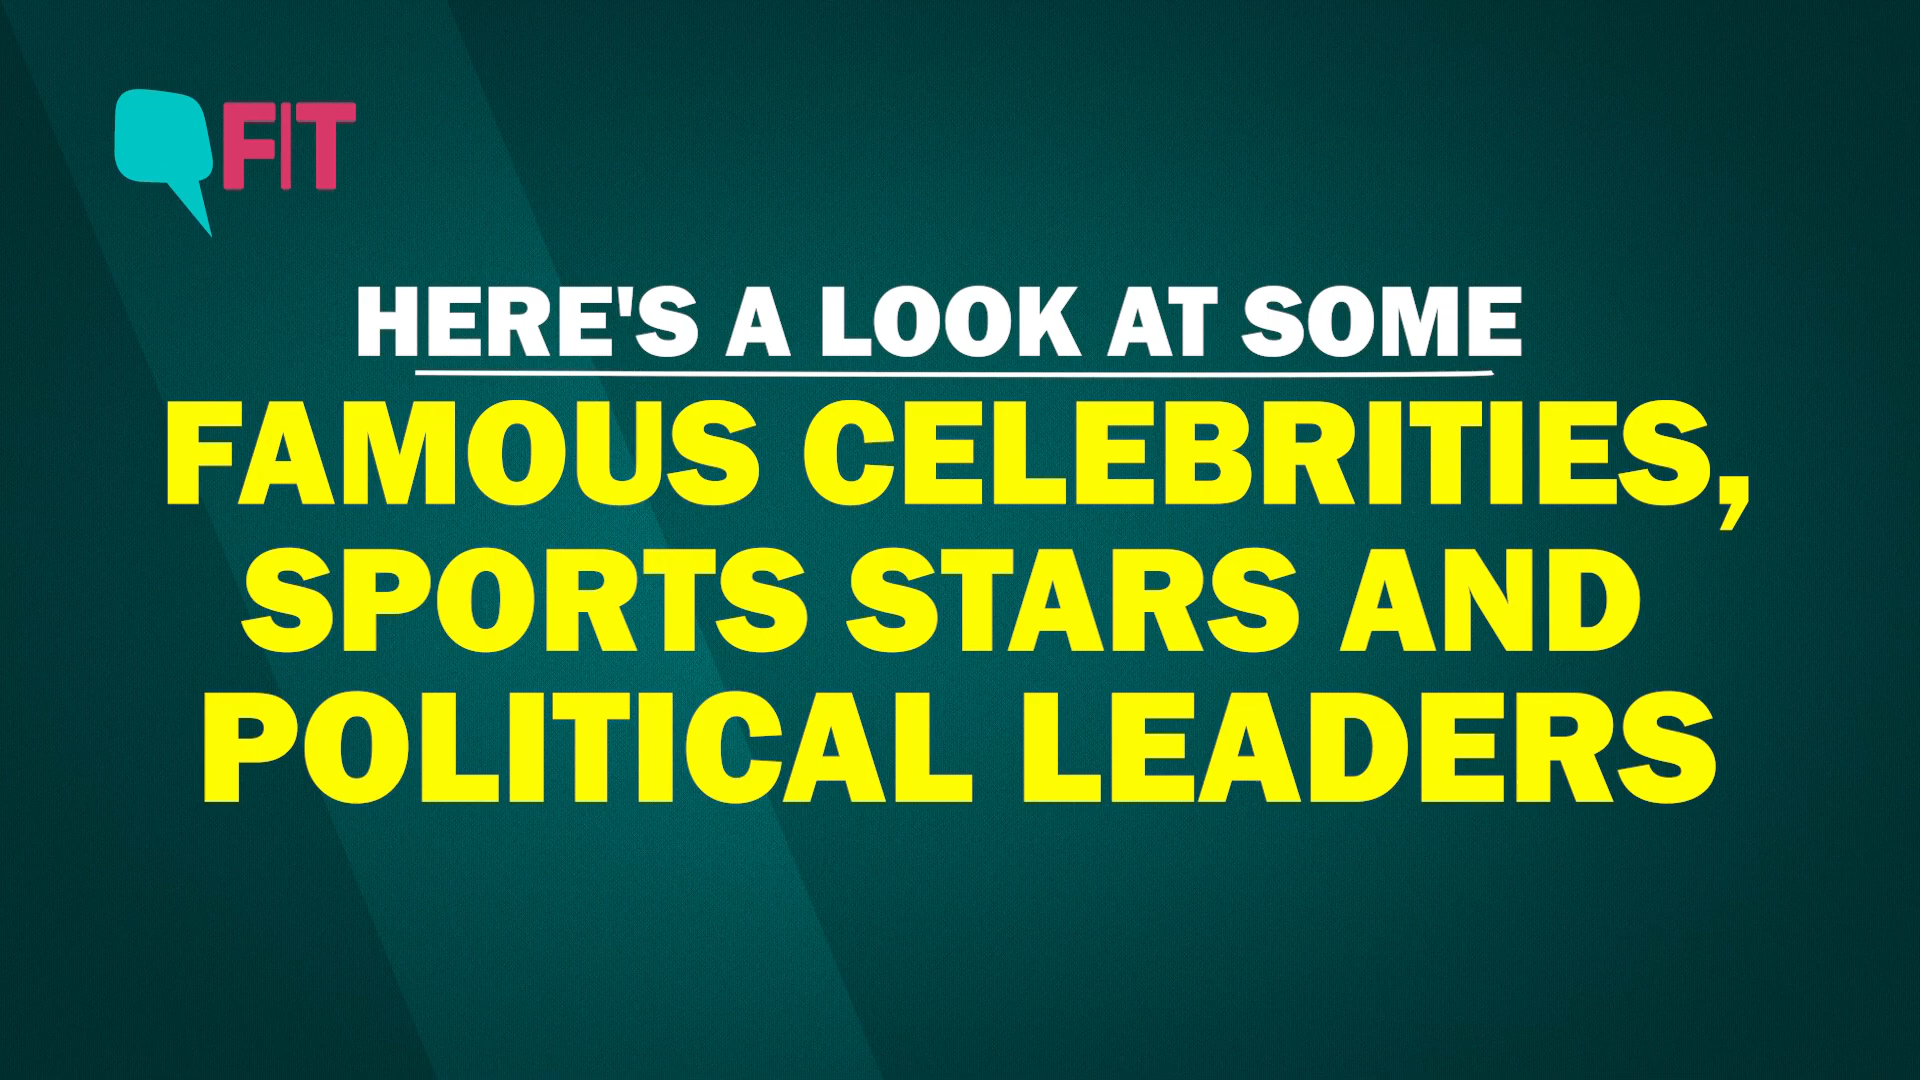 FIT
HERE'S A LOOK AT SOME
FAMOUS CELEBRITIES,
SPORTS STARS AND
POLITICAL LEADERS